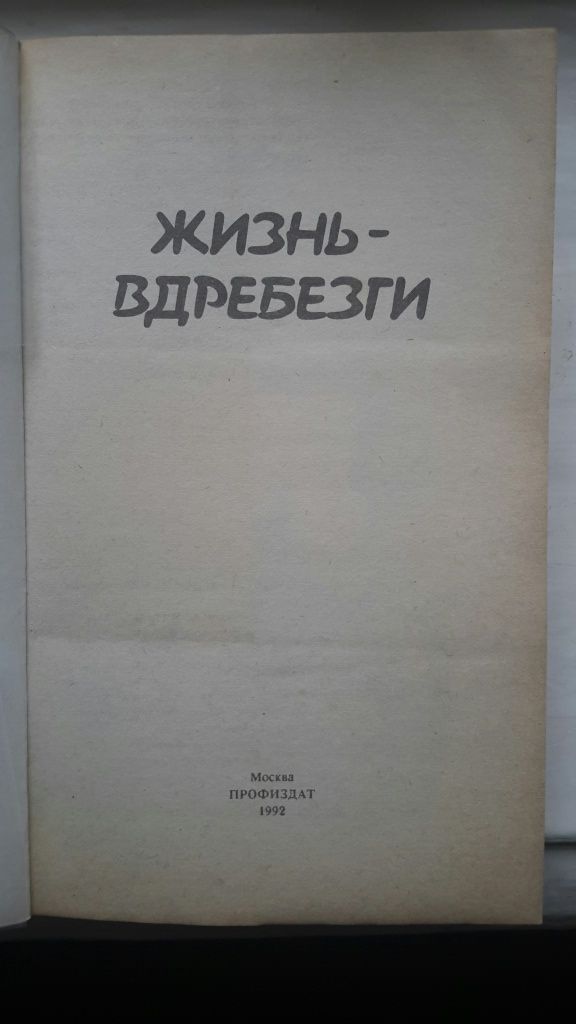 ЖИЗНЬ-
ВДРЕБЕЗГИ
Москва
ПРОФИЗДАТ
1992